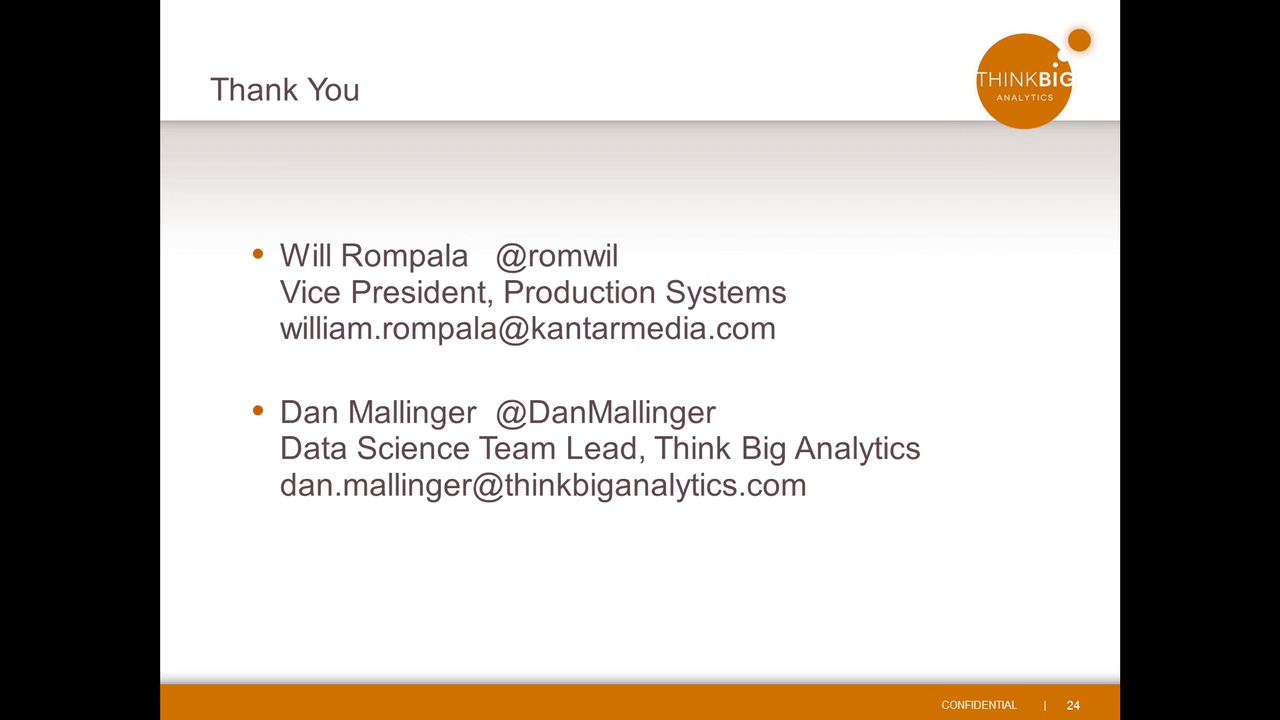 Thank You
THINKBIG
ANALYTICS
• Will Rompala @romwil
Vice President, Production Systems
william.rompala@kantarmedia.com
• Dan Mallinger @DanMallinger
Data Science Team Lead, Think Big Analytics
dan.mallinger@thinkbiganalytics.com
CONFIDENTIAL | 24